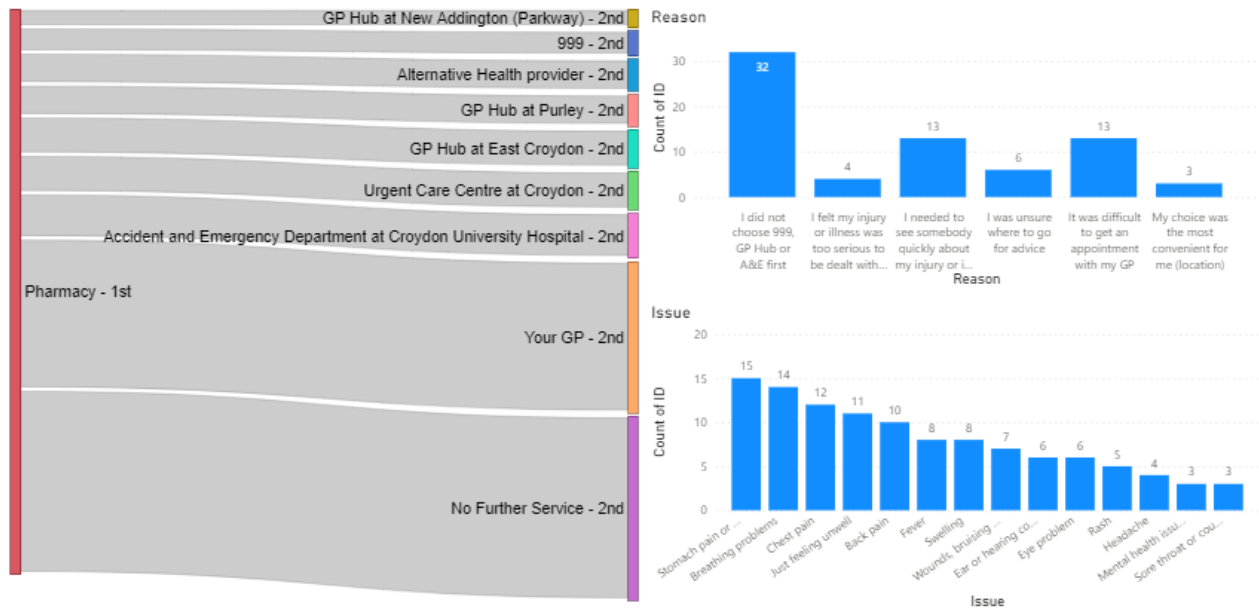 GP Hub at New Addington (Parkway) - 2nd
999 - 2nd
Alternative Health provider - 2nd
GP Hub at Purley - 2nd
GP Hub at East Croydon - 2nd
Urgent Care Centre at Croydon - 2nd
Accident and Emergency Department at Croydon University Hospital - 2nd
Pharmacy - 1st
Your GP - 2nd
No Further Service - 2nd
Reason
Count of ID
30
20
10
0
32
4
13
6
13
3
I did not
choose 999,
GP Hub or
A&E first
I felt my injury
or illness was
too serious to
be dealt with...
I needed to
see somebody
quickly about
my injury or i...
I was unsure
where to go
for advice
It was difficult
to get an
appointment
with my GP
My choice was
the most
convenient for
me (location)
Reason
Issue
Count of ID
20
15
10
5
0
15
14
12
11
10
8
8
7
6
6
5
4
3
3
Stomach pain or ...
Breathing problems
Chest pain
Just feeling unwell
Back pain
Fever
Swelling
Wounds, bruising ...
Ear or hearing co...
Eye problem
Rash
Headache
Mental health issu...
Sore throat or cou...
Issue